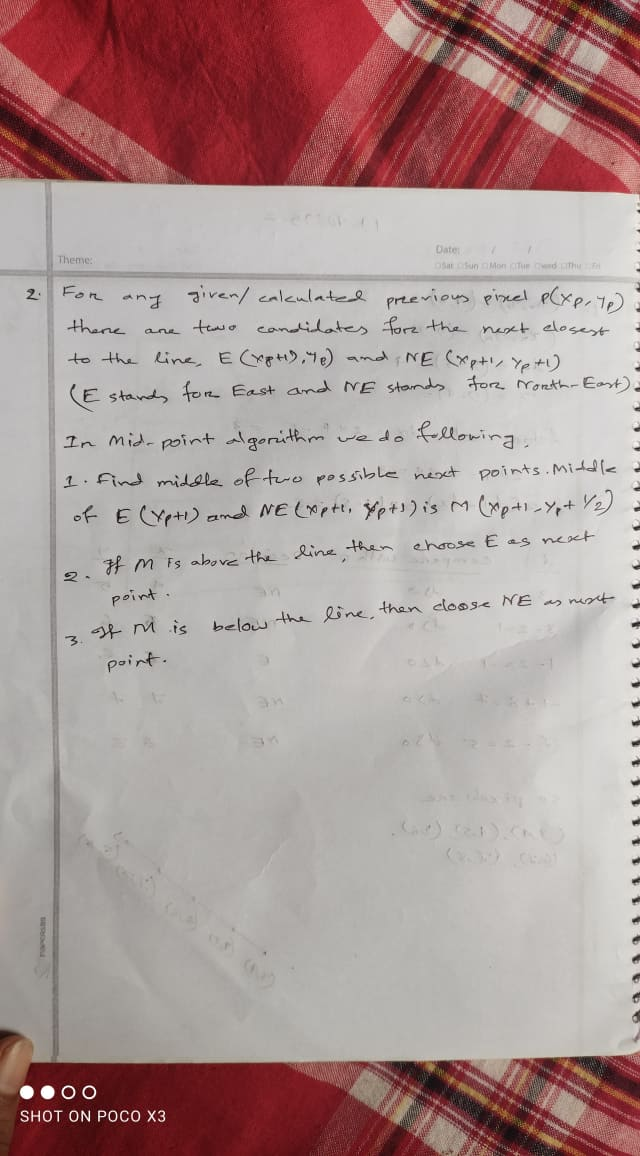 Theme:
Date: / /
Sat Sun Mon Tue Wed Thu Fri
2. For any given/ calculated previous pixel P(Xp, Yp)
there are two candidates for the next closest
to the line, E (Xp+1), Yp) and NE (Xp+1, Yp+1)
(E stands for East and NE stands for North-East)
In Mid-point algorithm we do following.
1. Find middle of two possible next points. Middle
of E (Xp+1) and NE (Xp+1, Yp+1) is M (Xp+1, Yp+ 1/2)
2. If M is above the line, then choose E as next
point.
3. If M is below the line, then cloose NE as next
point.
SHOT ON POCO X3